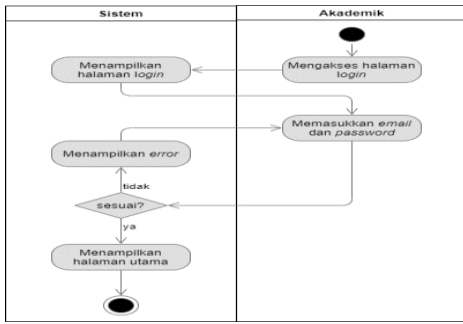 Sistem
Akademik
Menampilkan
halaman login
Mengakses halaman
login
Memasukkan email
dan password
Menampilkan error
tidak
sesuai?
ya
Menampilkan
halaman utama